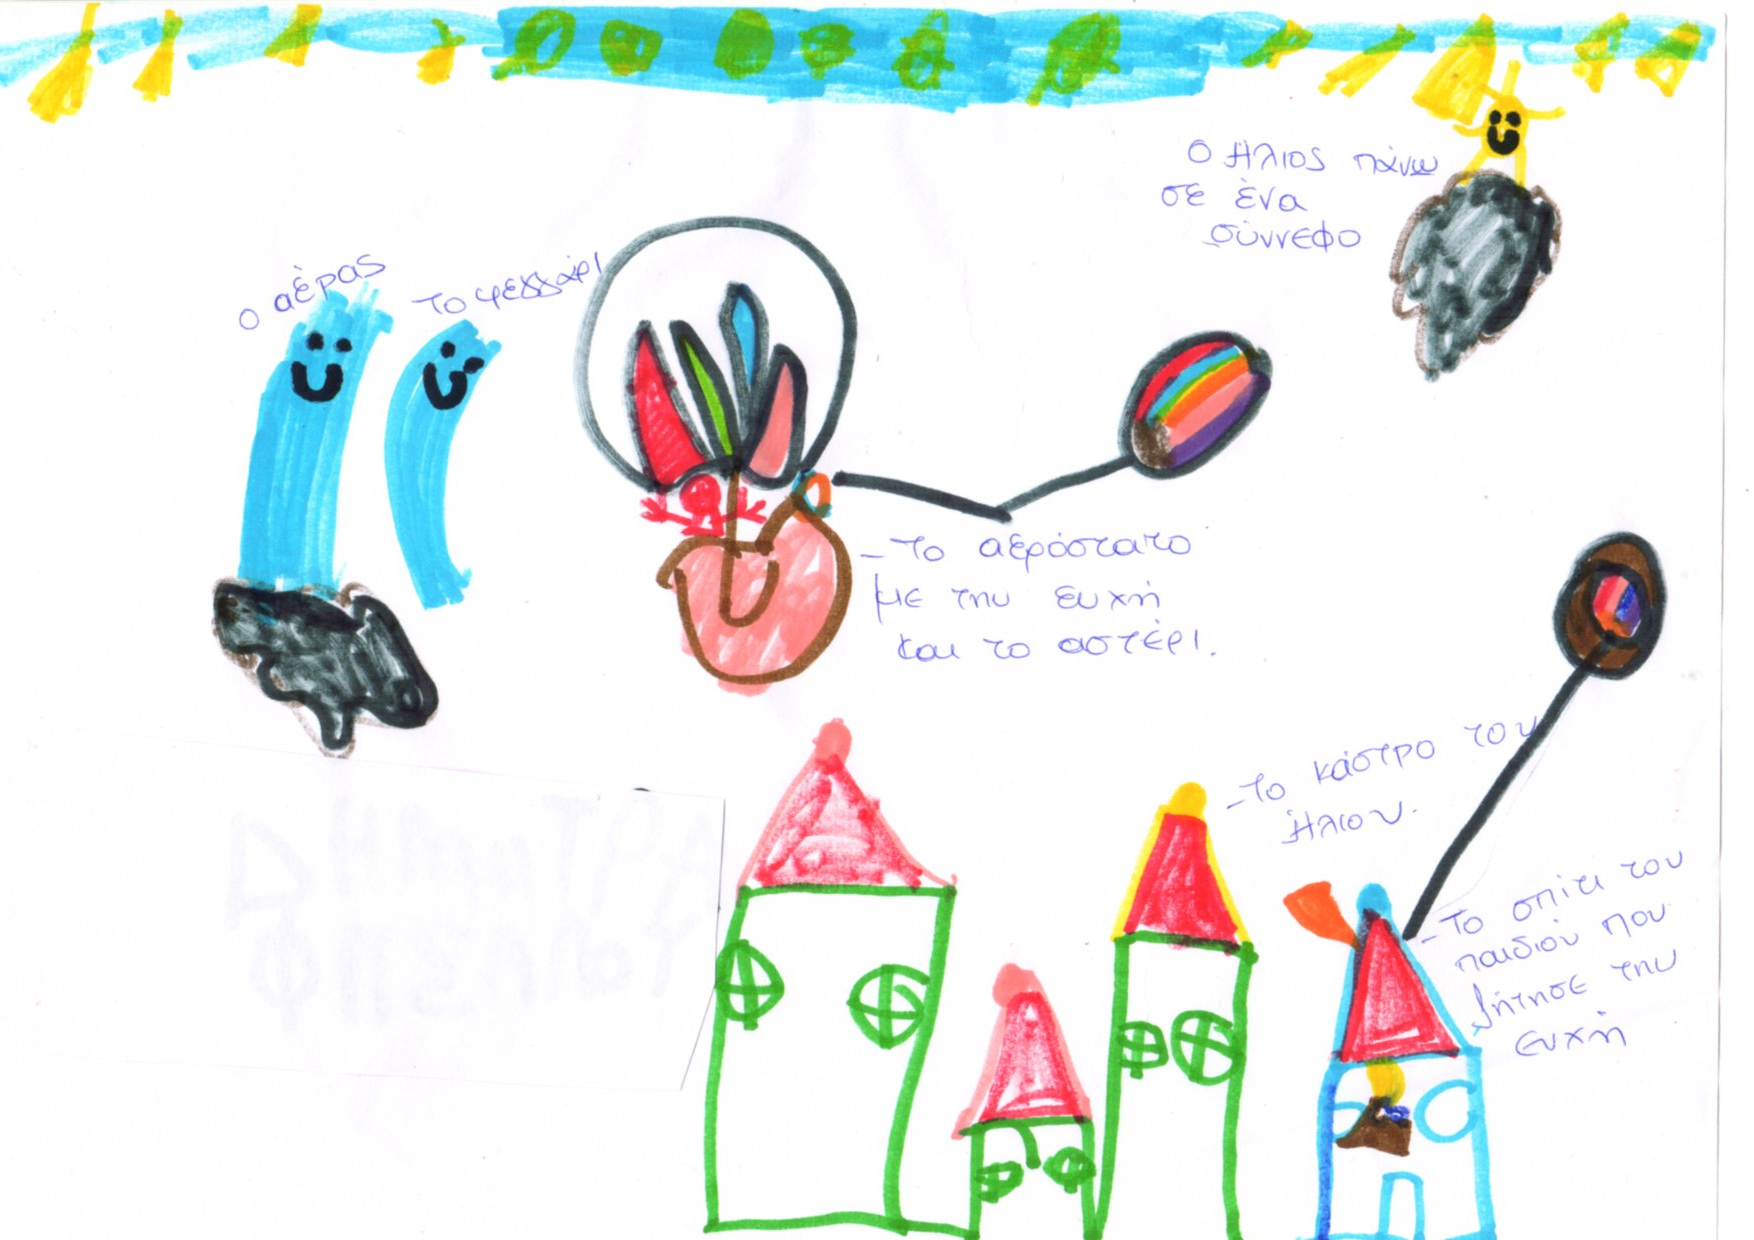 Ο Ήλιος πάνω
σε ένα
σύννεφο
Ο αέρας
Το φεγγάρι
- Το αερόστατο
με την ευχή
και το αστέρι.
- Το κάστρο του
Ήλιου.
- Το σπίτι του
παιδιού που
ζήτησε την
ευχή